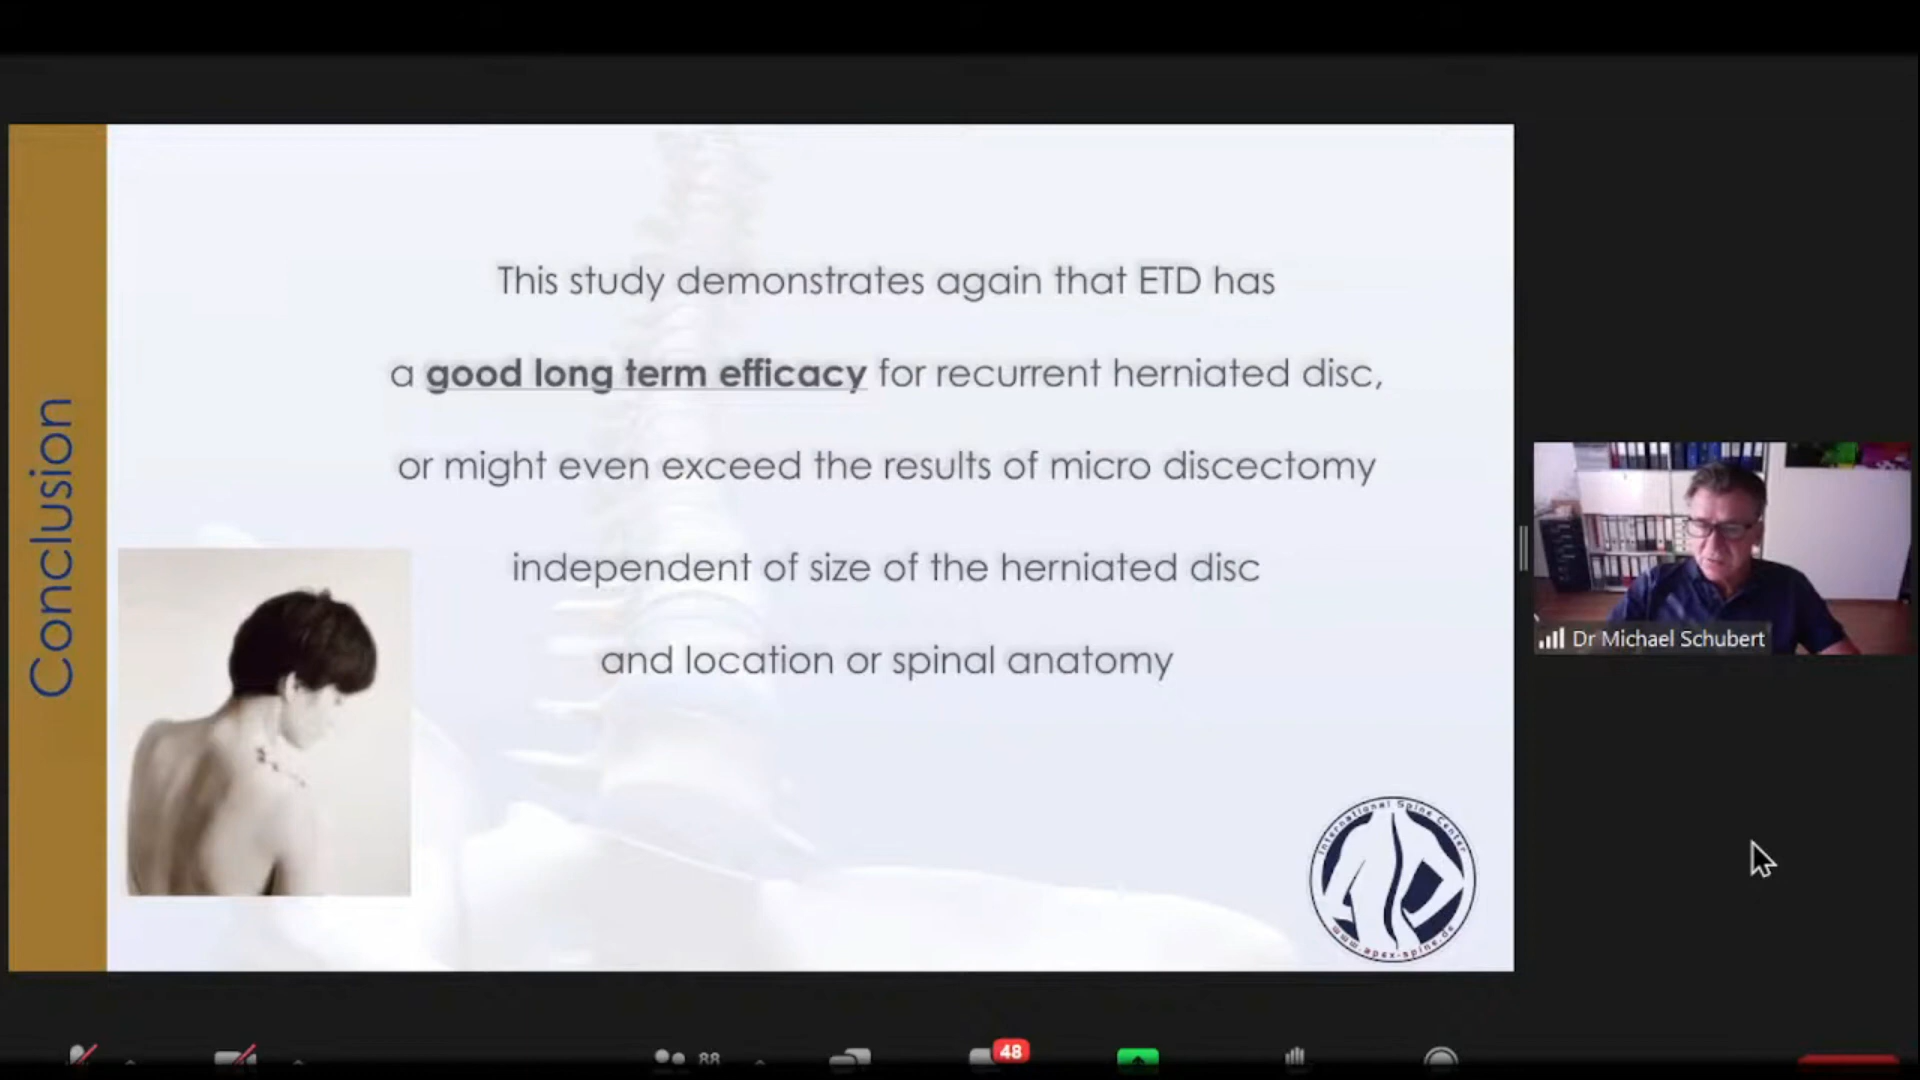 Conclusion
This study demonstrates again that ETD has
a good long term efficacy for recurrent herniated disc,
or might even exceed the results of micro discectomy
independent of size of the herniated disc
and location or spinal anatomy
International Spine Center
www.apex-spine.de
Dr Michael Schubert
88
48